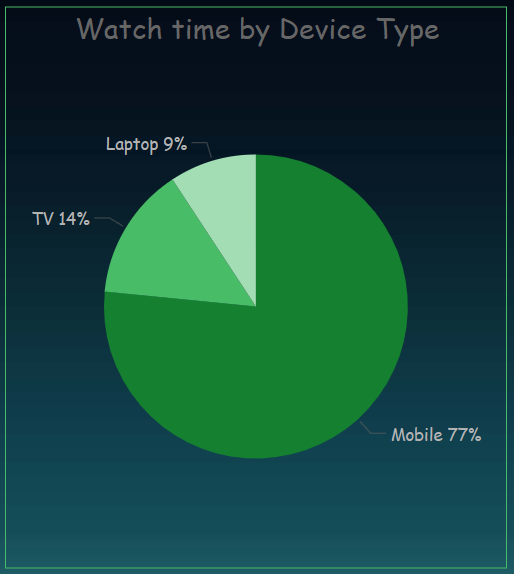 Watch time by Device Type
Laptop 9%
TV 14%
Mobile 77%